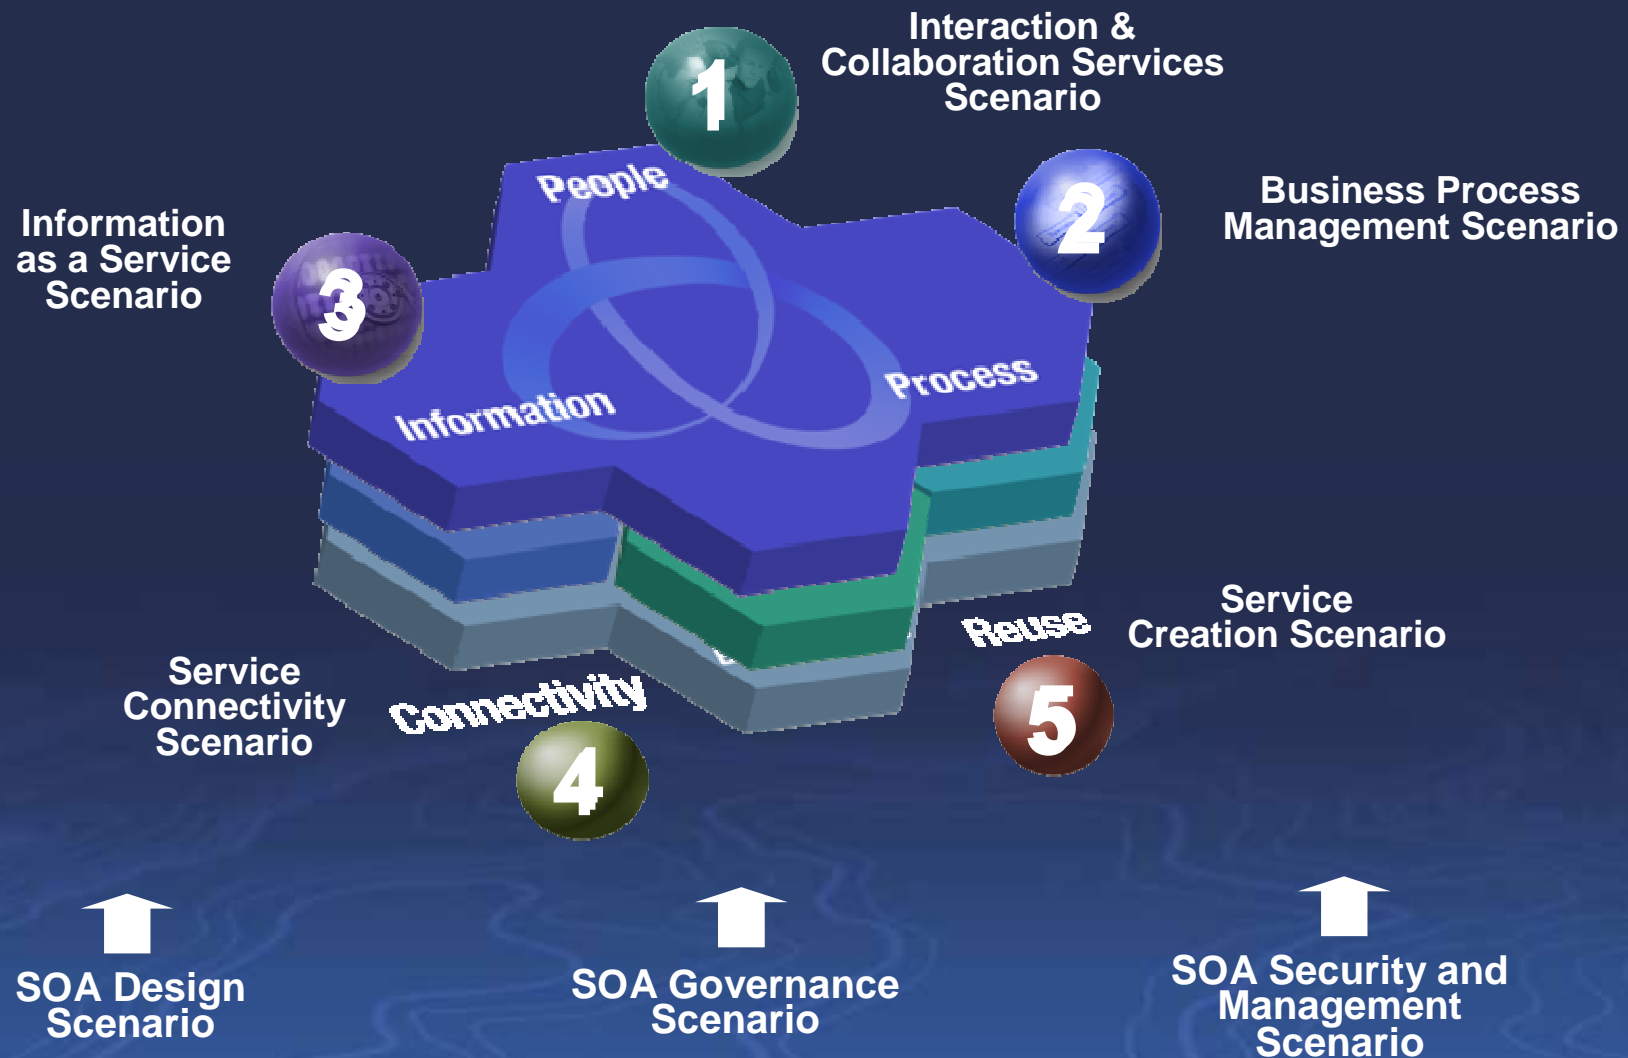 Interaction &
Collaboration Services
Scenario
1
People
2
Business Process
Management Scenario
Information
as a Service
Scenario
3
Process
Information
Reuse
Service
Creation Scenario
Service
Connectivity
Scenario
Connectivity
5
4
SOA Design
Scenario
SOA Governance
Scenario
SOA Security and
Management
Scenario